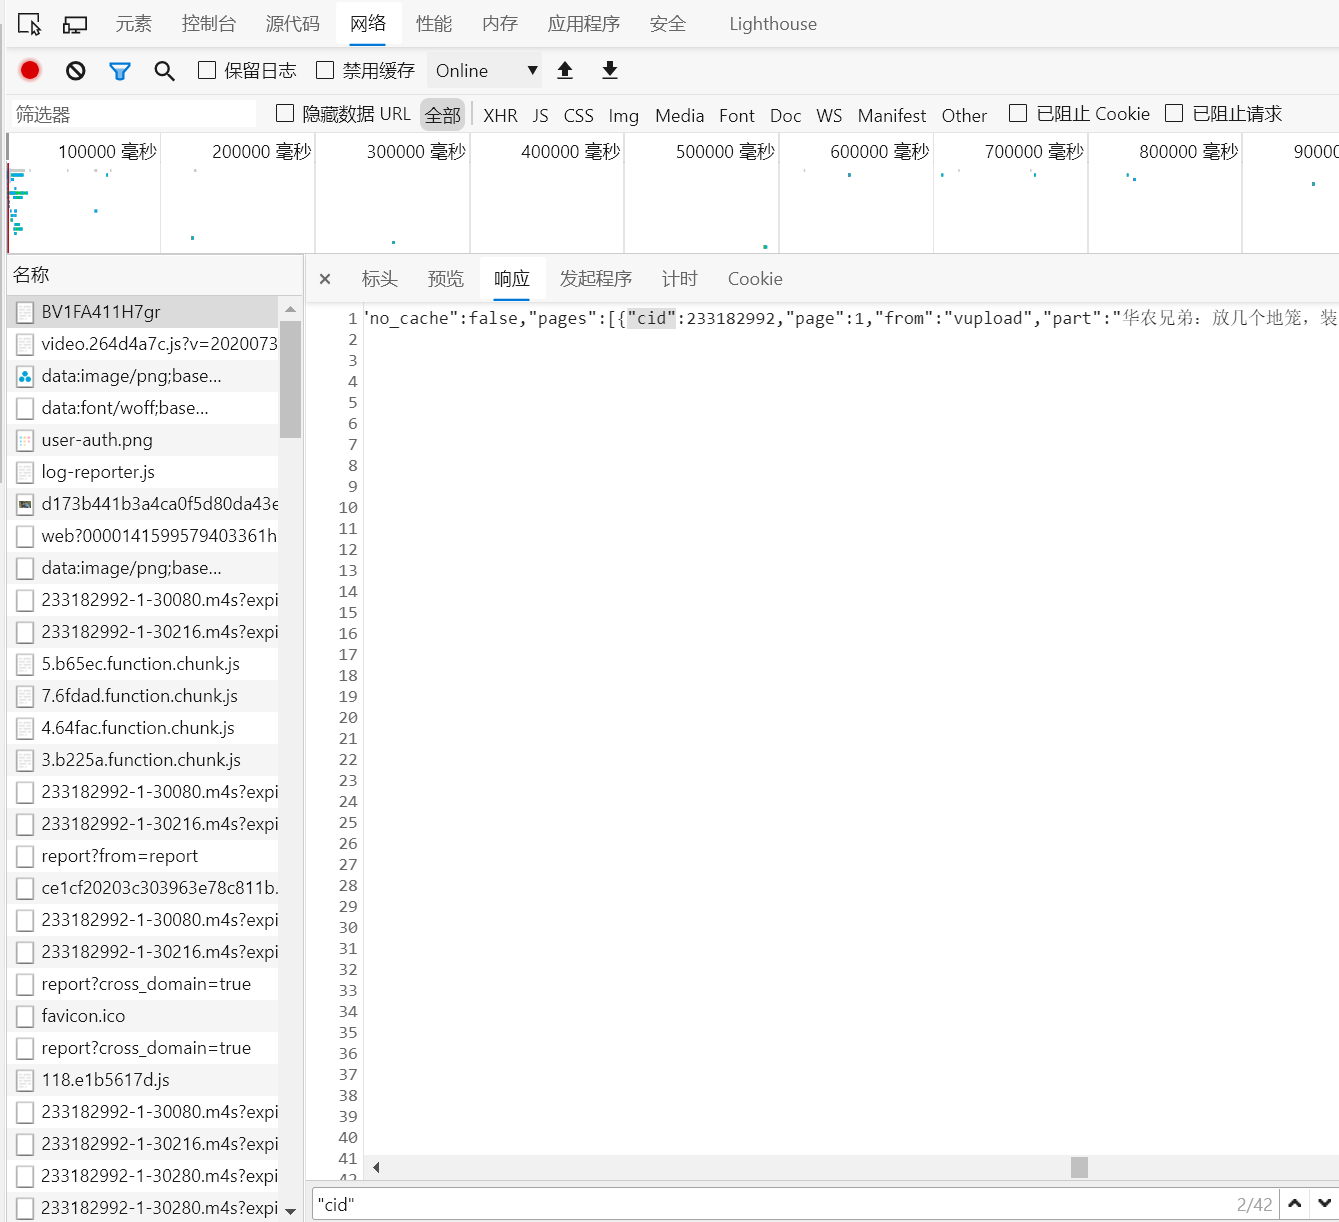 元素 控制台 源代码 网络 性能 内存 应用程序 安全 Lighthouse
保留日志 禁用缓存 Online
筛选器 隐藏数据 URL 全部 XHR JS CSS Img Media Font Doc WS Manifest Other 已阻止 Cookie 已阻止请求
100000 毫秒 200000 毫秒 300000 毫秒 400000 毫秒 500000 毫秒 600000 毫秒 700000 毫秒 800000 毫秒 90000
名称
BV1FA411H7gr
video.264d4a7c.js?v=2020073
data:image/png;base...
data:font/woff;base...
user-auth.png
log-reporter.js
d173b441b3a4ca0f5d80da43e
web?0000141599579403361h
data:image/png;base...
233182992-1-30080.m4s?expi
233182992-1-30216.m4s?expi
5.b65ec.function.chunk.js
7.6fdad.function.chunk.js
4.64fac.function.chunk.js
3.b225a.function.chunk.js
233182992-1-30080.m4s?expi
233182992-1-30216.m4s?expi
report?from=report
ce1cf20203c303963e78c811b.
233182992-1-30080.m4s?expi
233182992-1-30216.m4s?expi
report?cross_domain=true
favicon.ico
report?cross_domain=true
118.e1b5617d.js
233182992-1-30080.m4s?expi
233182992-1-30216.m4s?expi
233182992-1-30280.m4s?expi
233182992-1-30280.m4s?expi
× 标头 预览 响应 发起程序 计时 Cookie
1 "no_cache":false,"pages":[{"cid":233182992,"page":1,"from":"vupload","part":"华农兄弟：放几个地笼，装
2
3
4
5
6
7
8
9
10
11
12
13
14
15
16
17
18
19
20
21
22
23
24
25
26
27
28
29
30
31
32
33
34
35
36
37
38
39
40
41
42
"cid" 2/42